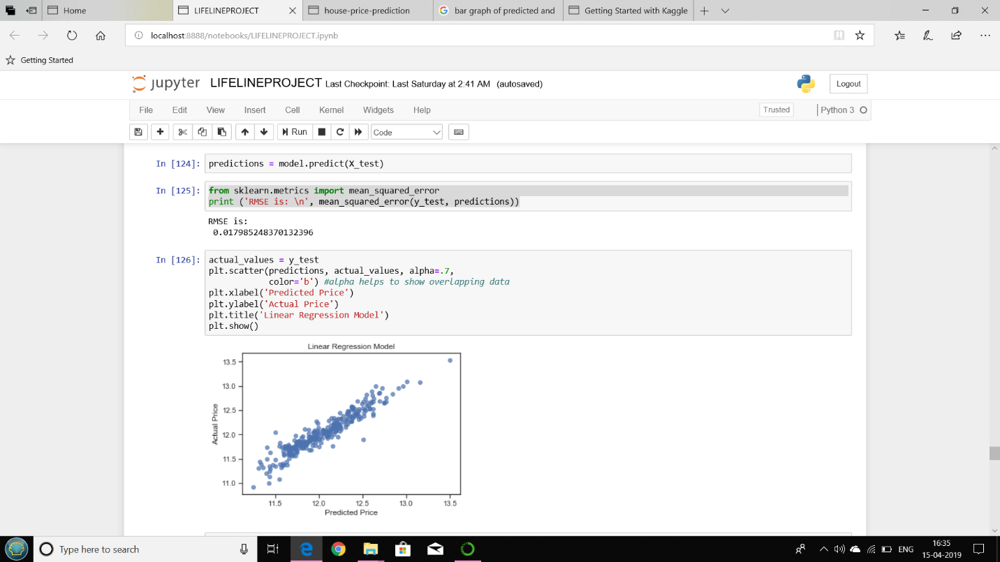 Home
LIFELINEPROJECT
house-price-prediction
bar graph of predicted and
Getting Started with Kaggle
localhost:8888/notebooks/LIFELINEPROJECT.ipynb
Getting Started
jupyter LIFELINEPROJECT Last Checkpoint: Last Saturday at 2:41 AM (autosaved)
Logout
File Edit View Insert Cell Kernel Widgets Help
Trusted
Python 3
Run
Code
In [124]: predictions = model.predict(X_test)
In [125]: from sklearn.metrics import mean_squared_error
print ('RMSE is: \n', mean_squared_error(y_test, predictions))
RMSE is:
0.017985248370132396
In [126]: actual_values = y_test
plt.scatter(predictions, actual_values, alpha=.7,
color='b') #alpha helps to show overlapping data
plt.xlabel('Predicted Price')
plt.ylabel('Actual Price')
plt.title('Linear Regression Model')
plt.show()
Linear Regression Model
13.5
13.0
12.5
12.0
11.5
11.0
Actual Price
11.5 12.0 12.5 13.0 13.5
Predicted Price
Type here to search
ENG
16:35
15-04-2019